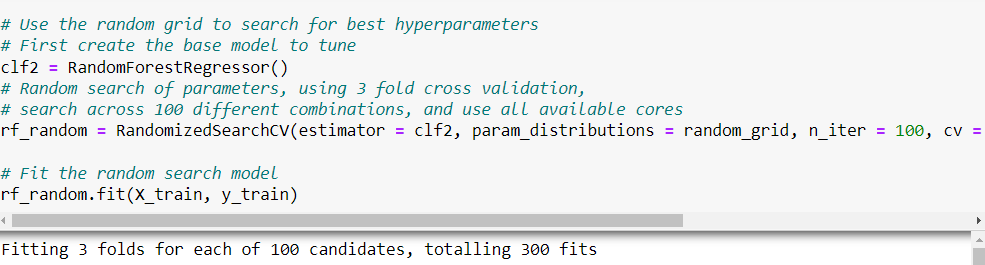 # Use the random grid to search for best hyperparameters
# First create the base model to tune
clf2 = RandomForestRegressor()
# Random search of parameters, using 3 fold cross validation,
# search across 100 different combinations, and use all available cores
rf_random = RandomizedSearchCV(estimator = clf2, param_distributions = random_grid, n_iter = 100, cv =
# Fit the random search model
rf_random.fit(X_train, y_train)
Fitting 3 folds for each of 100 candidates, totalling 300 fits